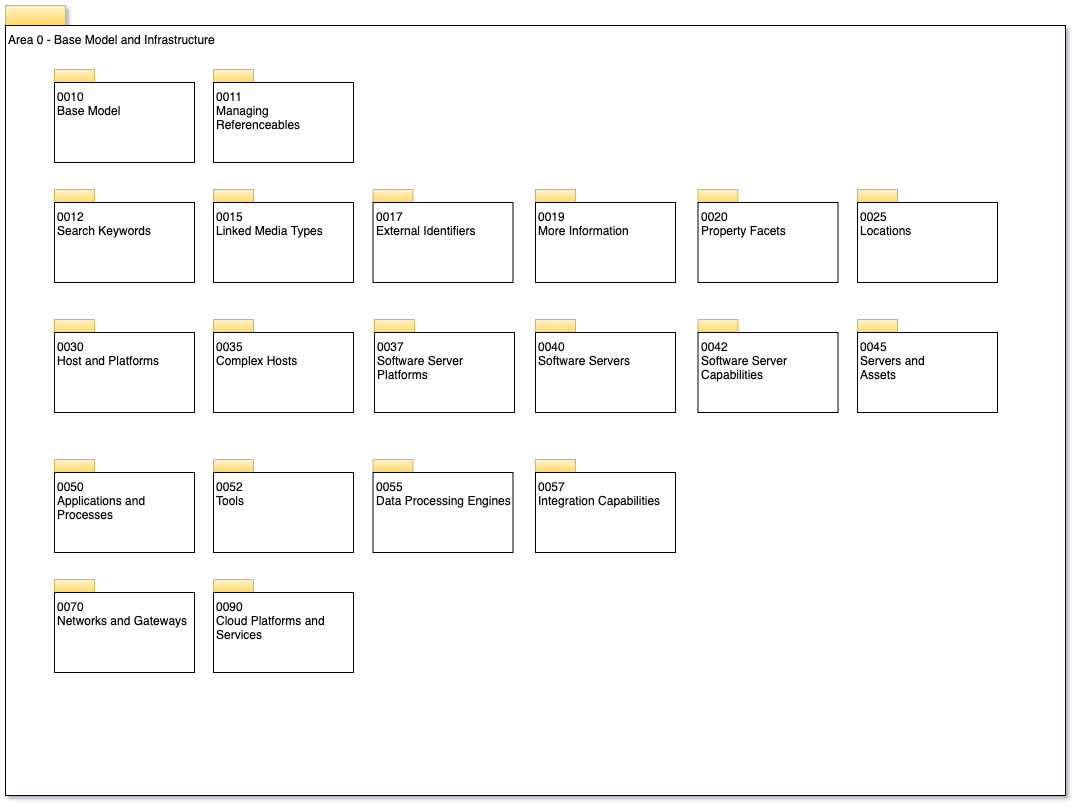 Area 0 - Base Model and Infrastructure
0010
Base Model
0011
Managing
Referenceables
0012
Search Keywords
0015
Linked Media Types
0017
External Identifiers
0019
More Information
0020
Property Facets
0025
Locations
0030
Host and Platforms
0035
Complex Hosts
0037
Software Server
Platforms
0040
Software Servers
0042
Software Server
Capabilities
0045
Servers and
Assets
0050
Applications and
Processes
0052
Tools
0055
Data Processing Engines
0057
Integration Capabilities
0070
Networks and Gateways
0090
Cloud Platforms and
Services